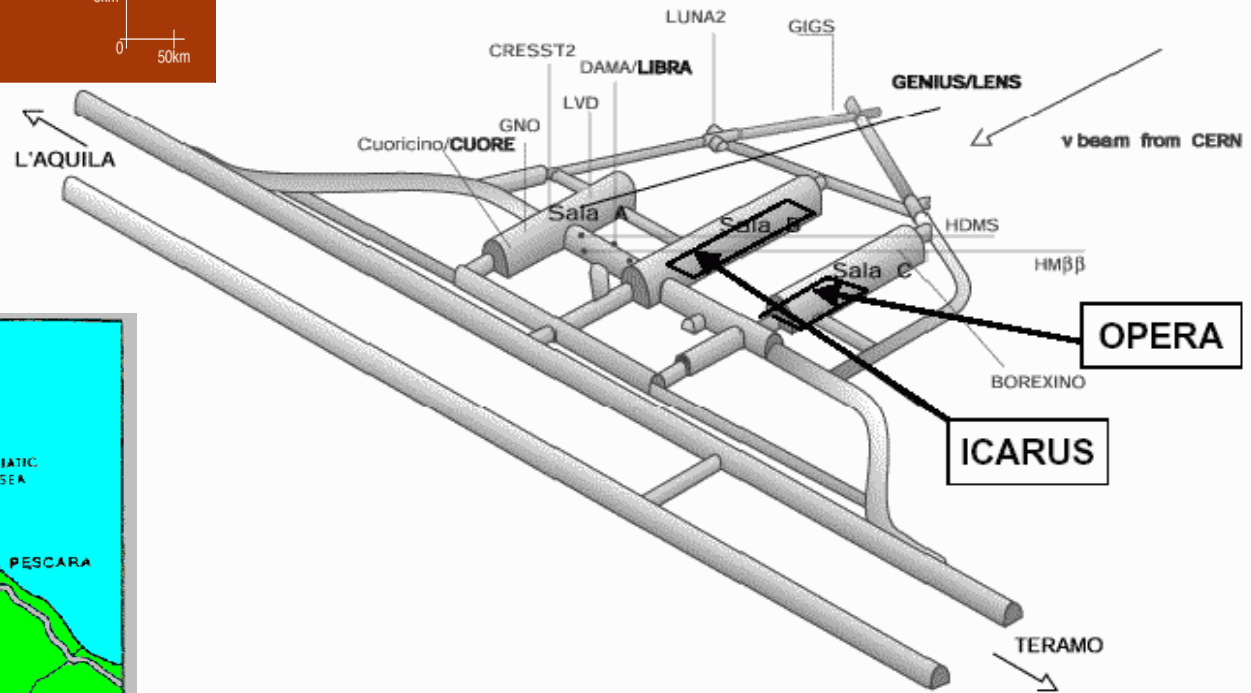 0
50km
LUNA2
GIGS
CRESST2
DAMA/LIBRA
GENIUS/LENS
LVD
GNO
ν beam from CERN
L'AQUILA
Cuoricino/CUORE
Sala A
Sala B
HDMS
Sala C
HMββ
OPERA
BOREXINO
ICARUS
SEA
PESCARA
TERAMO